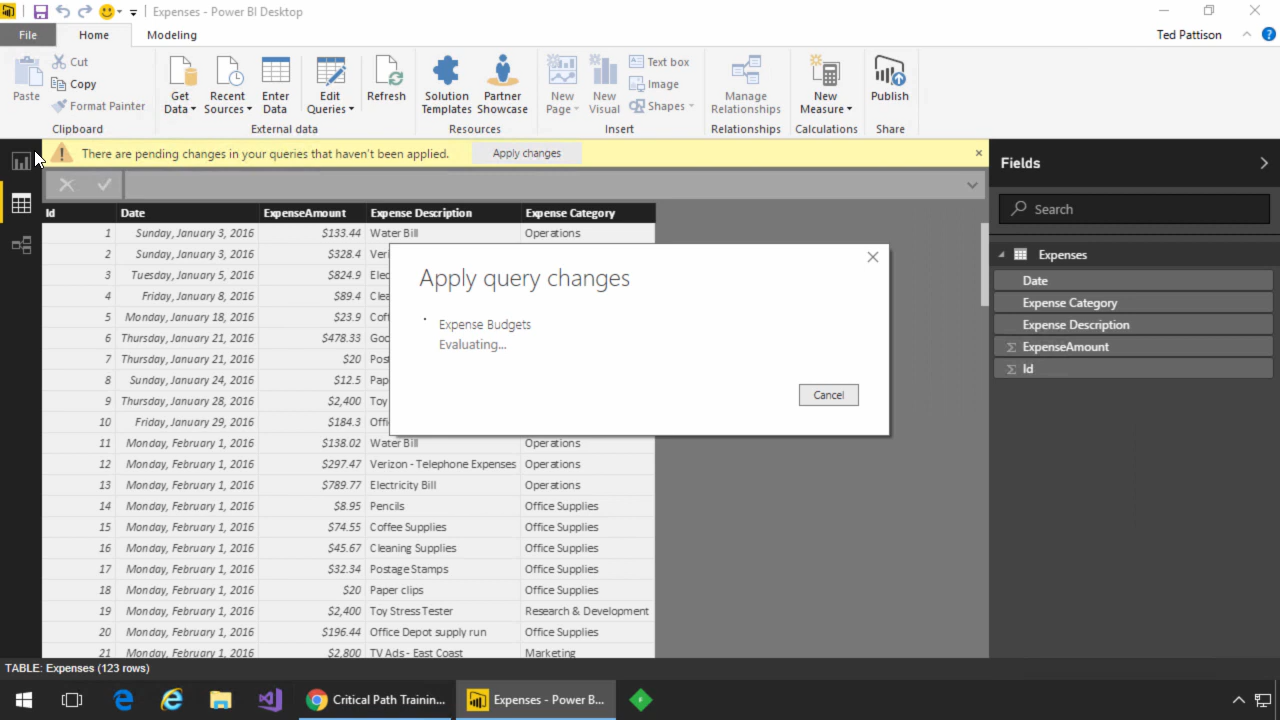 Expenses - Power BI Desktop
File Home Modeling Ted Pattison
Paste
Cut
Copy
Format Painter
Clipboard
Get Data
Recent Sources
Enter Data
Edit Queries
Refresh
External data
Solution Templates
Partner Showcase
Resources
New Page
New Visual
Text box
Image
Shapes
Insert
Manage Relationships
Relationships
New Measure
Calculations
Publish
Share
There are pending changes in your queries that haven't been applied. Apply changes
Id Date ExpenseAmount Expense Description Expense Category
1 Sunday, January 3, 2016 $133.44 Water Bill Operations
2 Sunday, January 3, 2016 $328.4
3 Tuesday, January 5, 2016 $824.9
4 Friday, January 8, 2016 $89.4
5 Monday, January 18, 2016 $23.9
6 Thursday, January 21, 2016 $478.33
7 Thursday, January 21, 2016 $20
8 Sunday, January 24, 2016 $12.5
9 Thursday, January 28, 2016 $2,400 Toy
10 Friday, January 29, 2016 $184.3
11 Monday, February 1, 2016 $138.02 Water Bill Operations
12 Monday, February 1, 2016 $297.47 Verizon - Telephone Expenses Operations
13 Monday, February 1, 2016 $789.77 Electricity Bill Operations
14 Monday, February 1, 2016 $8.95 Pencils Office Supplies
15 Monday, February 1, 2016 $74.55 Coffee Supplies Office Supplies
16 Monday, February 1, 2016 $45.67 Cleaning Supplies Office Supplies
17 Monday, February 1, 2016 $32.34 Postage Stamps Office Supplies
18 Monday, February 1, 2016 $20 Paper clips Office Supplies
19 Monday, February 1, 2016 $2,400 Toy Stress Tester Research & Development
20 Monday, February 1, 2016 $196.44 Office Depot supply run Office Supplies
21 Monday, February 1, 2016 $2,800 TV Ads - East Coast Marketing
Apply query changes
Expense Budgets
Evaluating...
Cancel
Fields
Search
Expenses
Date
Expense Category
Expense Description
Σ ExpenseAmount
Σ Id
TABLE: Expenses (123 rows)
Critical Path Trainin...
Expenses - Power B...